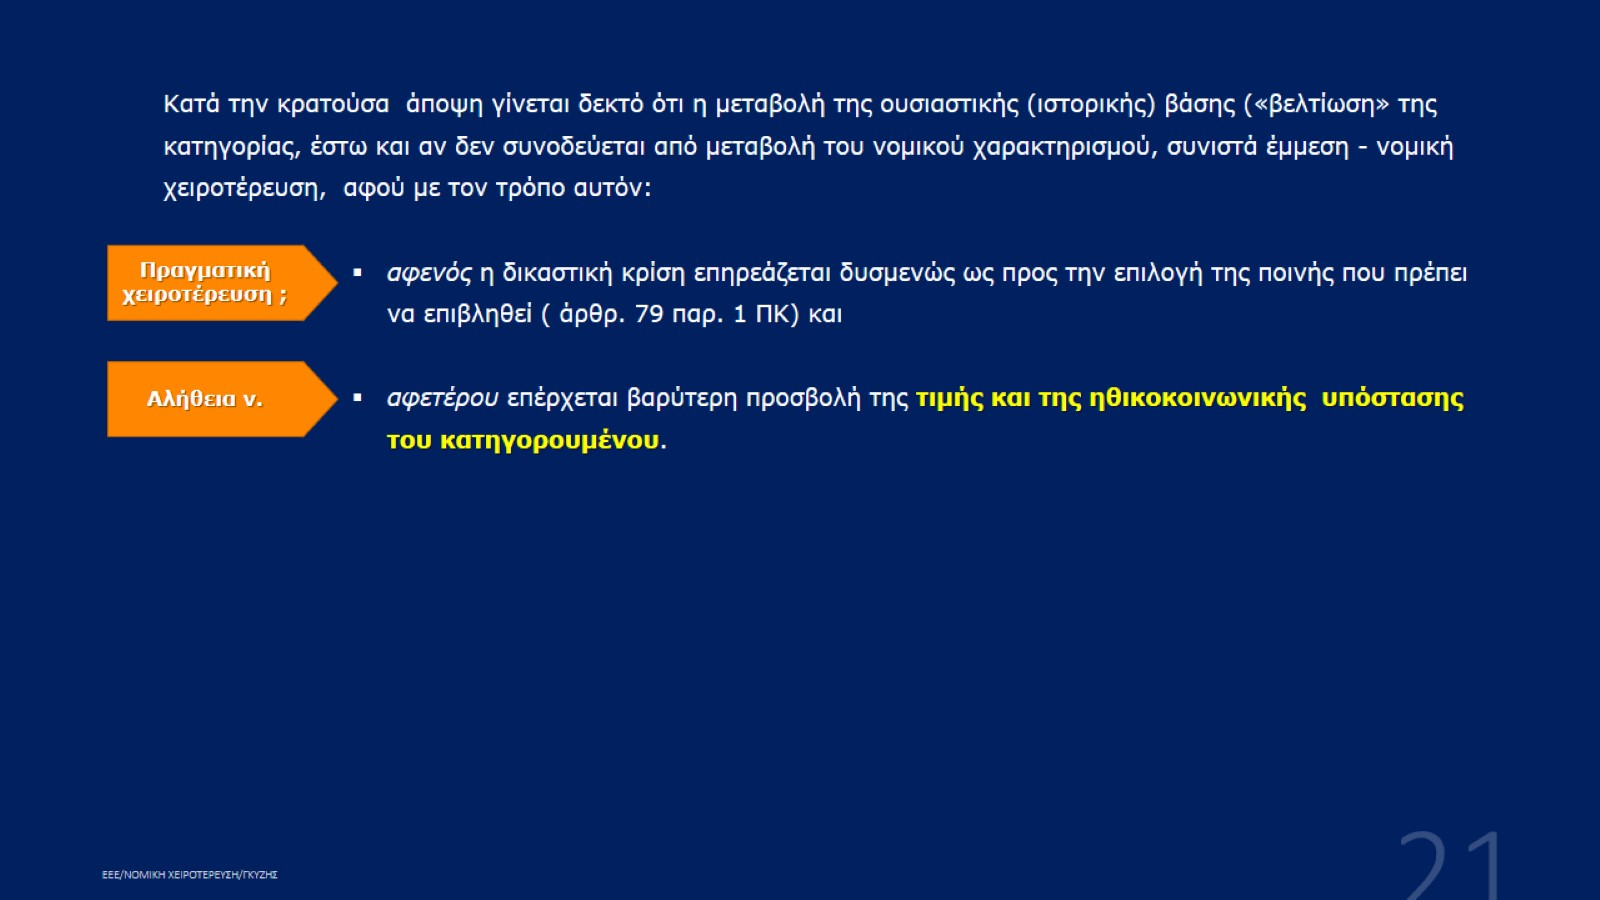 Κατά την κρατούσα  άποψη γίνεται δεκτό ότι η μεταβολή της ουσιαστικής (ιστορικής) βάσης («βελτίωση» της
κατηγορίας, έστω και αν δεν συνοδεύεται από μεταβολή του νομικού χαρακτηρισμού, συνιστά έμμεση - νομική
χειροτέρευση,  αφού με τον τρόπο αυτόν:
Πραγματική
χειροτέρευση ;
▪ αφενός η δικαστική κρίση επηρεάζεται δυσμενώς ως προς την επιλογή της ποινής που πρέπει
να επιβληθεί ( άρθρ. 79 παρ. 1 ΠΚ) και
Αλήθεια ν.
▪ αφετέρου επέρχεται βαρύτερη προσβολή της τιμής και της ηθικοκοινωνικής  υπόστασης
του κατηγορουμένου.
ΕΕΕ/ΝΟΜΙΚΗ ΧΕΙΡΟΤΕΡΕΥΣΗ/ΓΚΥΖΗΣ
21